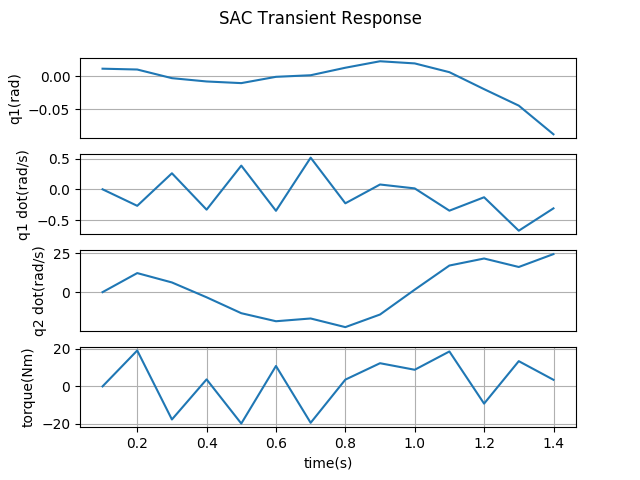 SAC Transient Response
q1(rad)
0.00
−0.05
q1 dot(rad/s)
0.5
0.0
−0.5
q2 dot(rad/s)
25
0
torque(Nm)
20
0
−20
0.2 0.4 0.6 0.8 1.0 1.2 1.4
time(s)